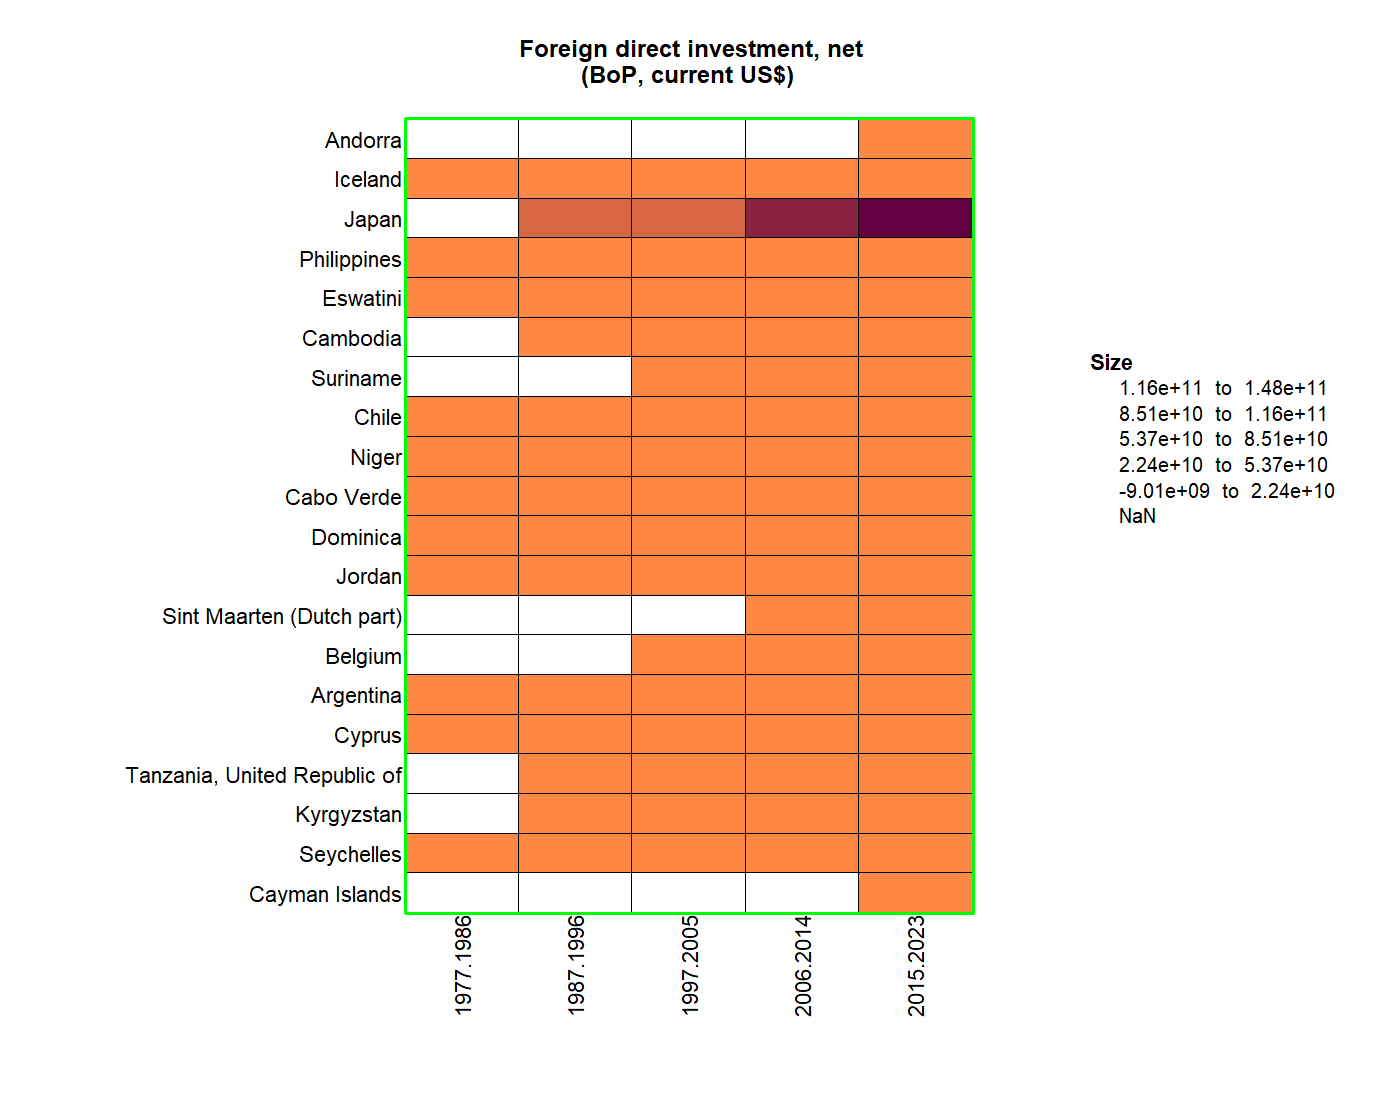 Foreign direct investment, net
(BoP, current US$)
Andorra
Iceland
Japan
Philippines
Eswatini
Cambodia
Suriname
Chile
Niger
Cabo Verde
Dominica
Jordan
Sint Maarten (Dutch part)
Belgium
Argentina
Cyprus
Tanzania, United Republic of
Kyrgyzstan
Seychelles
Cayman Islands
1977.1986
1987.1996
1997.2005
2006.2014
2015.2023
Size
1.16e+11 to 1.48e+11
8.51e+10 to 1.16e+11
5.37e+10 to 8.51e+10
2.24e+10 to 5.37e+10
-9.01e+09 to 2.24e+10
NaN